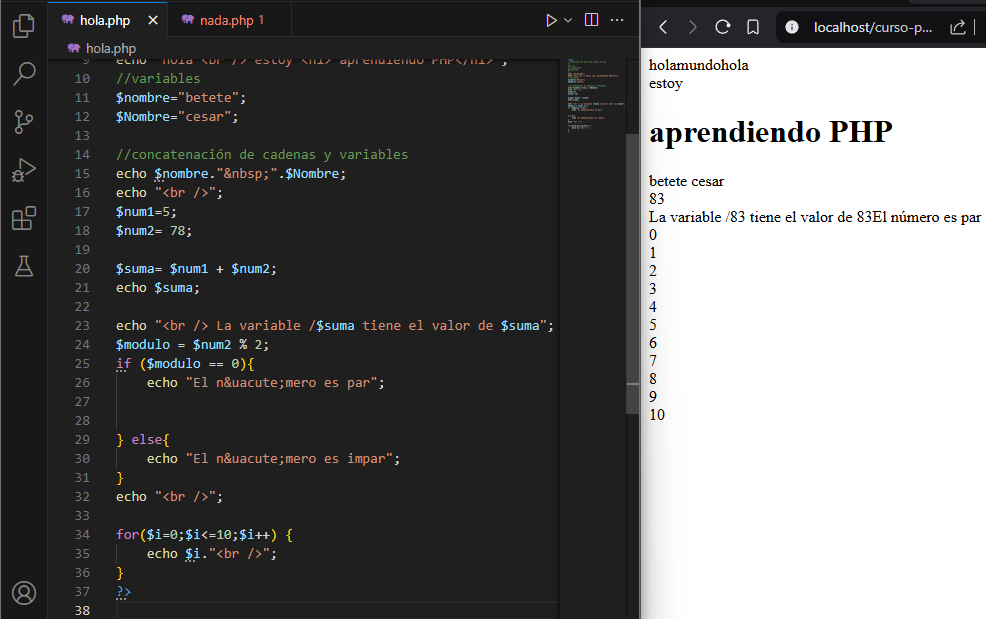 hola.php
nada.php 1
hola.php
9 echo "hola <br /> estoy <h1> aprendiendo PHP</h1>";
10 //variables
11 $nombre="betete";
12 $Nombre="cesar";
13
14 //concatenación de cadenas y variables
15 echo $nombre."&nbsp;".$Nombre;
16 echo "<br />";
17 $num1=5;
18 $num2= 78;
19
20 $suma= $num1 + $num2;
21 echo $suma;
22
23 echo "<br /> La variable /$suma tiene el valor de $suma";
24 $modulo = $num2 % 2;
25 if ($modulo == 0){
26 echo "El n&uacute;mero es par";
27
28
29 } else{
30 echo "El n&uacute;mero es impar";
31 }
32 echo "<br />";
33
34 for($i=0;$i<=10;$i++) {
35 echo $i."<br />";
36 }
37 ?>
38
localhost/curso-p...
holamundohola
estoy
aprendiendo PHP
betete cesar
83
La variable /83 tiene el valor de 83El número es par
0
1
2
3
4
5
6
7
8
9
10